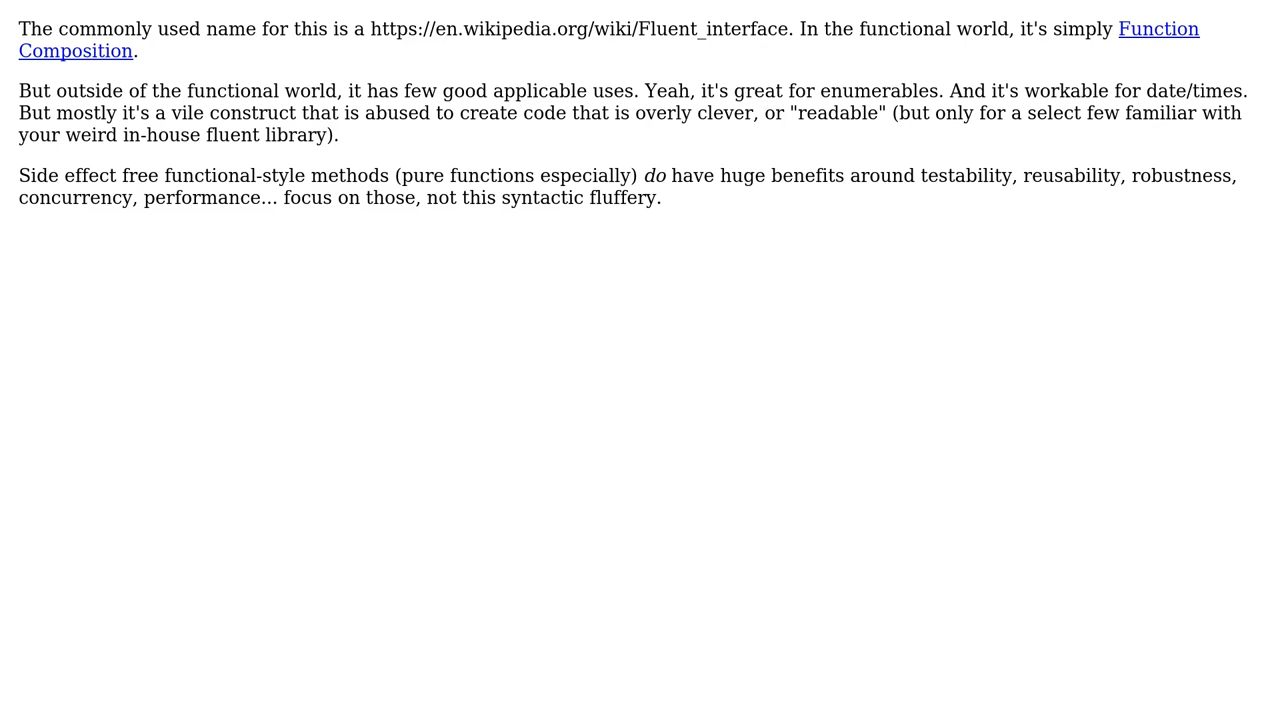 The commonly used name for this is a https://en.wikipedia.org/wiki/Fluent_interface. In the functional world, it's simply Function
Composition.
But outside of the functional world, it has few good applicable uses. Yeah, it's great for enumerables. And it's workable for date/times.
But mostly it's a vile construct that is abused to create code that is overly clever, or "readable" (but only for a select few familiar with
your weird in-house fluent library).
Side effect free functional-style methods (pure functions especially) do have huge benefits around testability, reusability, robustness,
concurrency, performance... focus on those, not this syntactic fluffery.